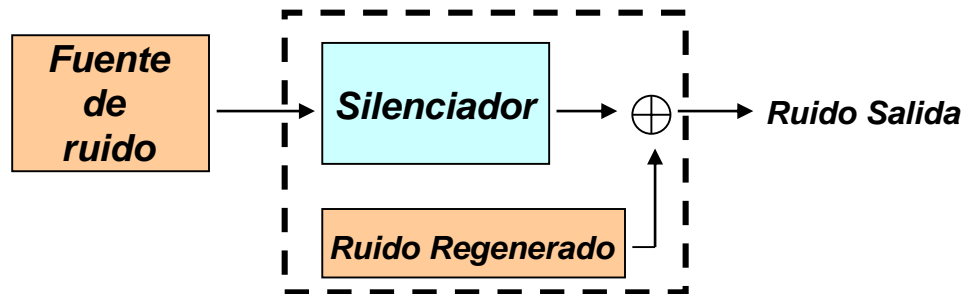 Fuente
de
ruido
Silenciador
Ruido Salida
Ruido Regenerado